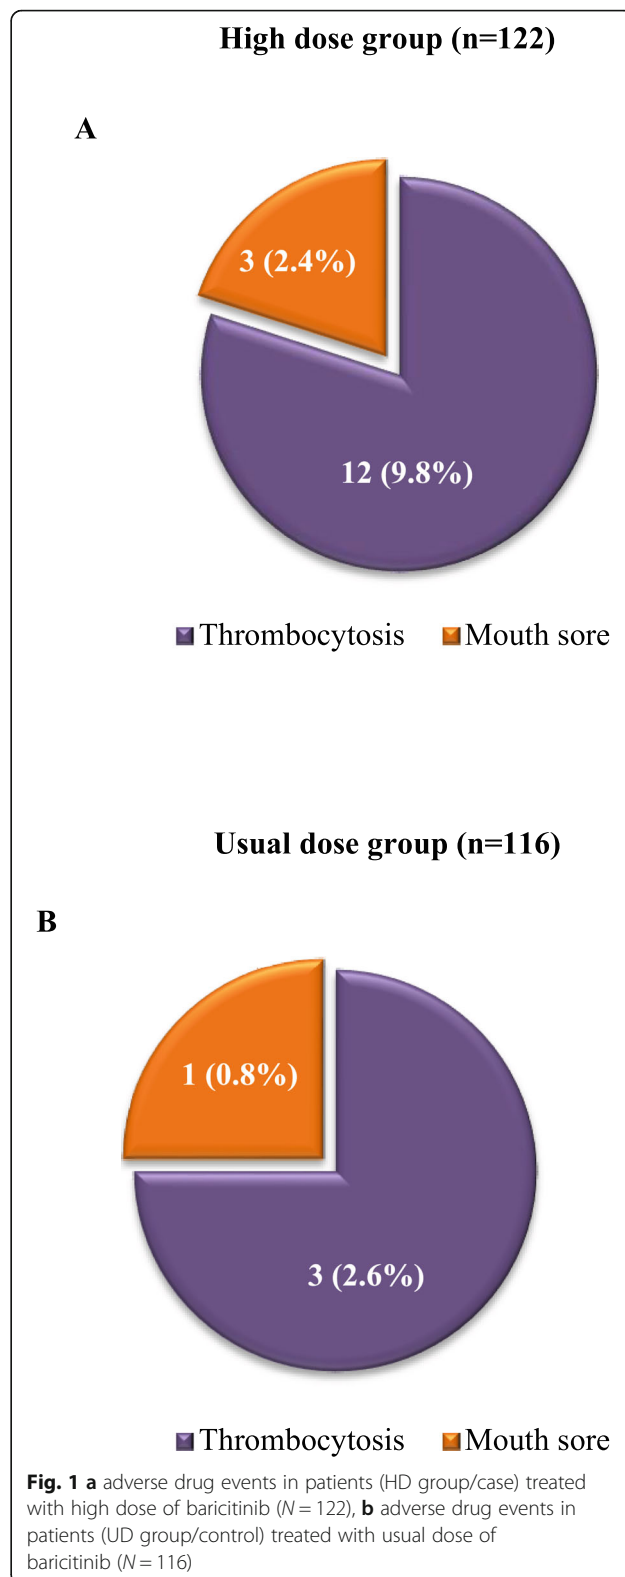 High dose group (n=122)
A
3 (2.4%)
12 (9.8%)
Thrombocytosis Mouth sore
Usual dose group (n=116)
B
1 (0.8%)
3 (2.6%)
Thrombocytosis Mouth sore
Fig. 1 a adverse drug events in patients (HD group/case) treated
with high dose of baricitinib (N = 122), b adverse drug events in
patients (UD group/control) treated with usual dose of
baricitinib (N = 116)